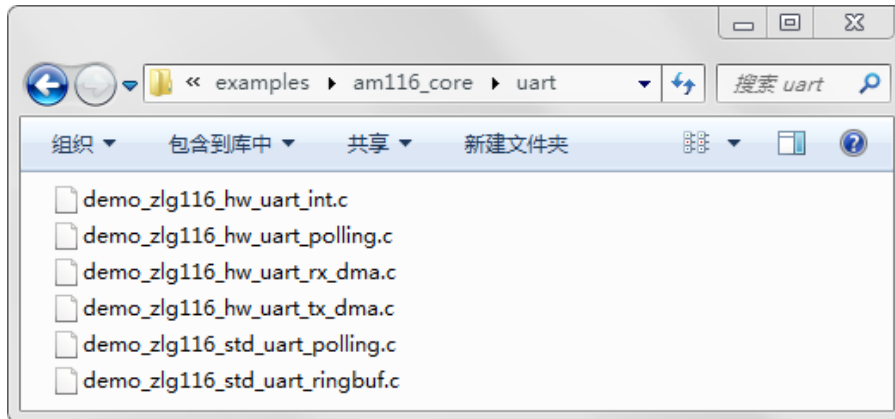 « examples ▸ am116_core ▸ uart
搜索 uart
组织 包含到库中 共享 新建文件夹
demo_zlg116_hw_uart_int.c
demo_zlg116_hw_uart_polling.c
demo_zlg116_hw_uart_rx_dma.c
demo_zlg116_hw_uart_tx_dma.c
demo_zlg116_std_uart_polling.c
demo_zlg116_std_uart_ringbuf.c